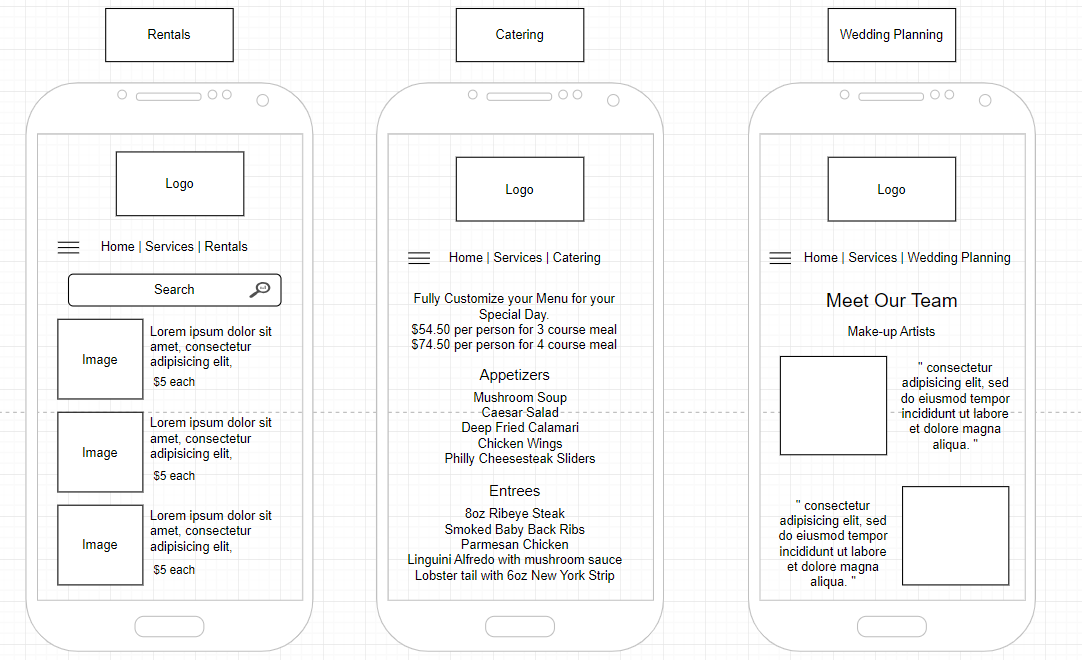 Rentals
Logo
Home | Services | Rentals
Search
Image
Lorem ipsum dolor sit
amet, consectetur
adipisicing elit,
$5 each
Image
Lorem ipsum dolor sit
amet, consectetur
adipisicing elit,
$5 each
Image
Lorem ipsum dolor sit
amet, consectetur
adipisicing elit,
$5 each
Catering
Logo
Home | Services | Catering
Fully Customize your Menu for your
Special Day.
$54.50 per person for 3 course meal
$74.50 per person for 4 course meal
Appetizers
Mushroom Soup
Caesar Salad
Deep Fried Calamari
Chicken Wings
Philly Cheesesteak Sliders
Entrees
8oz Ribeye Steak
Smoked Baby Back Ribs
Parmesan Chicken
Linguini Alfredo with mushroom sauce
Lobster tail with 6oz New York Strip
Wedding Planning
Logo
Home | Services | Wedding Planning
Meet Our Team
Make-up Artists
" consectetur
adipisicing elit, sed
do eiusmod tempor
incididunt ut labore
et dolore magna
aliqua. "
" consectetur
adipisicing elit, sed
do eiusmod tempor
incididunt ut labore
et dolore magna
aliqua. "